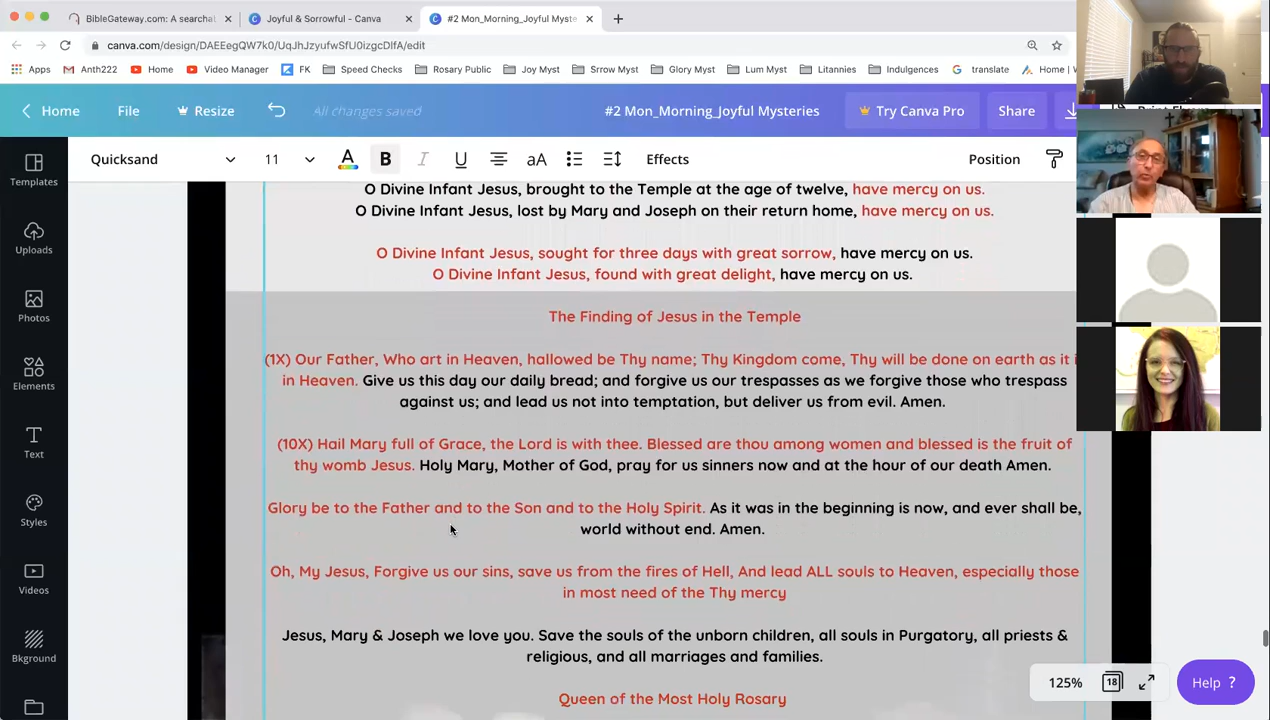 BibleGateway.com: A searchab
Joyful & Sorrowful - Canva
#2 Mon_Morning_Joyful Myste
canva.com/design/DAEEegQW7k0/UqJhJzyufwSfU0izgcDlfA/edit
Apps Anth222 Home Video Manager FK Speed Checks Rosary Public Joy Myst Srrow Myst Glory Myst Lum Myst Litannies Indulgences translate Home |
Home File Resize All changes saved #2 Mon_Morning_Joyful Mysteries Try Canva Pro Share
Quicksand 11 A B I U aA Effects Position
Templates
Uploads
Photos
Elements
Text
Styles
Videos
Bkground
O Divine Infant Jesus, brought to the Temple at the age of twelve, have mercy on us.
O Divine Infant Jesus, lost by Mary and Joseph on their return home, have mercy on us.
O Divine Infant Jesus, sought for three days with great sorrow, have mercy on us.
O Divine Infant Jesus, found with great delight, have mercy on us.
The Finding of Jesus in the Temple
(1X) Our Father, Who art in Heaven, hallowed be Thy name; Thy Kingdom come, Thy will be done on earth as it i
in Heaven. Give us this day our daily bread; and forgive us our trespasses as we forgive those who trespass
against us; and lead us not into temptation, but deliver us from evil. Amen.
(10X) Hail Mary full of Grace, the Lord is with thee. Blessed are thou among women and blessed is the fruit of
thy womb Jesus. Holy Mary, Mother of God, pray for us sinners now and at the hour of our death Amen.
Glory be to the Father and to the Son and to the Holy Spirit. As it was in the beginning is now, and ever shall be,
world without end. Amen.
Oh, My Jesus, Forgive us our sins, save us from the fires of Hell, And lead ALL souls to Heaven, especially those
in most need of the Thy mercy
Jesus, Mary & Joseph we love you. Save the souls of the unborn children, all souls in Purgatory, all priests &
religious, and all marriages and families.
Queen of the Most Holy Rosary
125% 18 Help ?